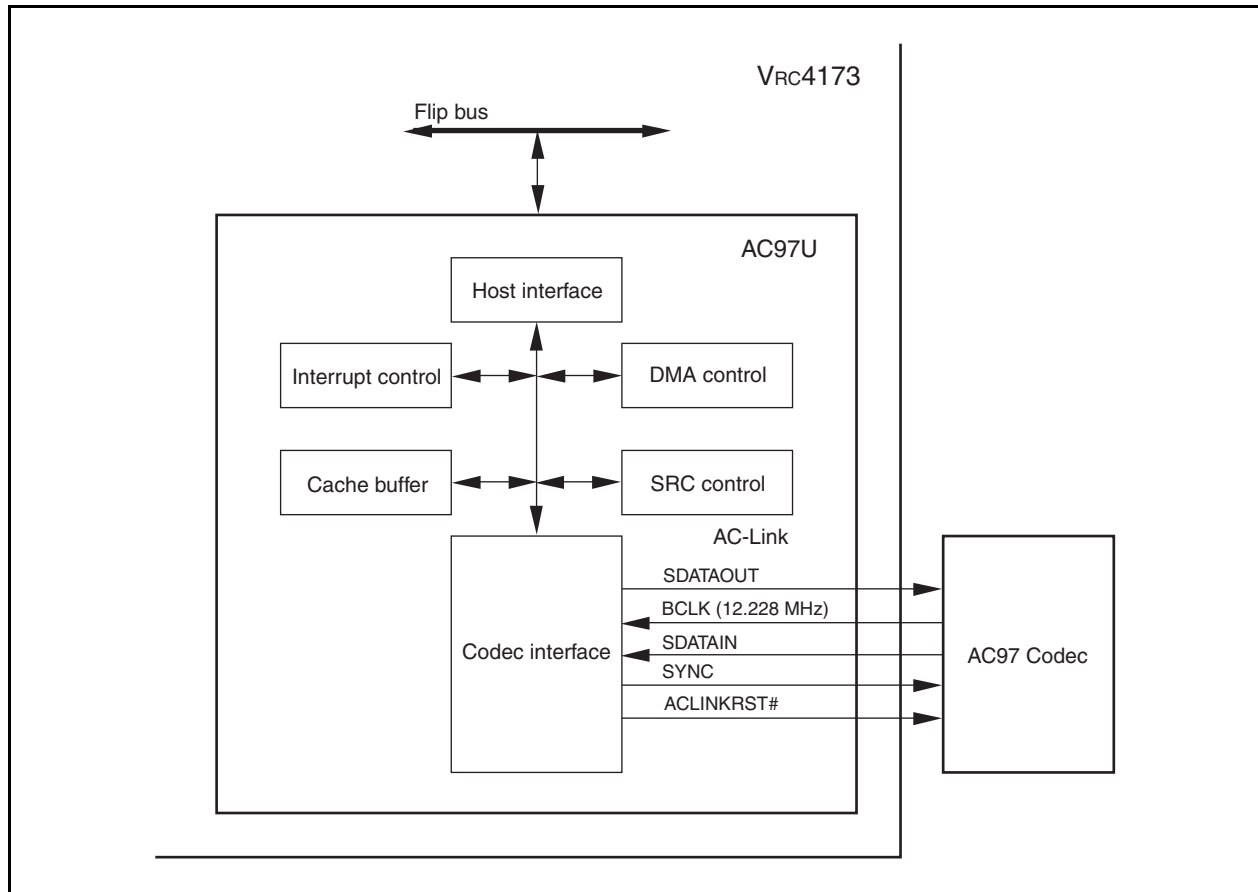 VRC4173
Flip bus
AC97U
Host interface
Interrupt control
DMA control
Cache buffer
SRC control
AC-Link
SDATAOUT
BCLK (12.228 MHz)
SDATAIN
SYNC
ACLINKRST#
Codec interface
AC97 Codec